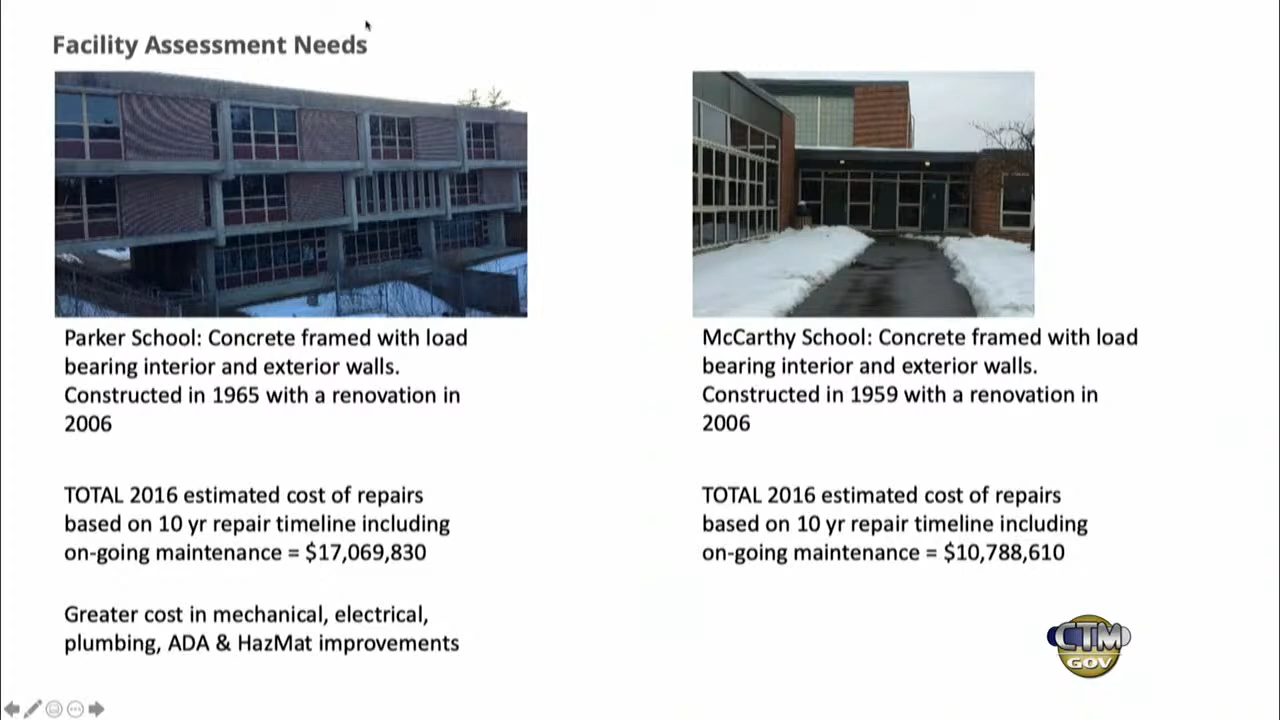 Facility Assessment Needs
Parker School: Concrete framed with load
bearing interior and exterior walls.
Constructed in 1965 with a renovation in
2006
TOTAL 2016 estimated cost of repairs
based on 10 yr repair timeline including
on-going maintenance = $17,069,830
Greater cost in mechanical, electrical,
plumbing, ADA & HazMat improvements
McCarthy School: Concrete framed with load
bearing interior and exterior walls.
Constructed in 1959 with a renovation in
2006
TOTAL 2016 estimated cost of repairs
based on 10 yr repair timeline including
on-going maintenance = $10,788,610
CTM
GOV